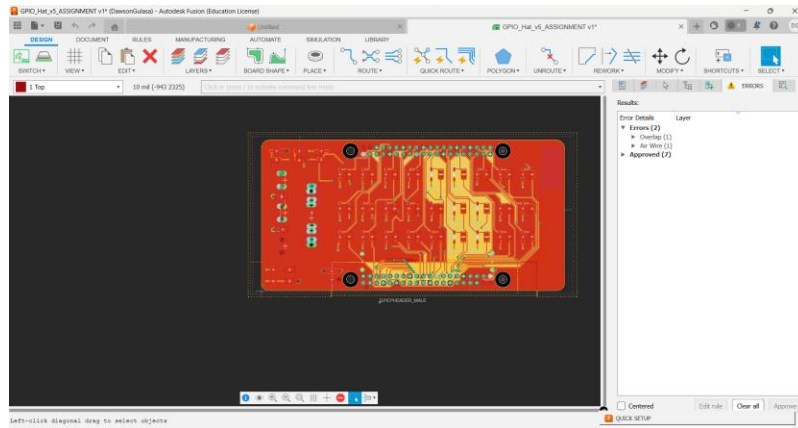 GPIO_Hat_v5_ASSIGNMENT v1* (DawsonGulasa) - Autodesk Fusion (Education License)
Untitled
GPIO_Hat_v5_ASSIGNMENT v1*
DESIGN DOCUMENT RULES MANUFACTURING AUTOMATE SIMULATION LIBRARY
SWITCH VIEW EDIT LAYERS BOARD SHAPE PLACE ROUTE QUICK ROUTE POLYGON UNROUTE REWORK MODIFY SHORTCUTS SELECT
1 Top
10 mil (-943 2325)
Click or press / to activate command line mode
ERRORS
Results:
Error Details Layer
Errors (2)
Overlap (1)
Air Wire (1)
Approved (7)
Centered Edit rule Clear all Approve
QUICK SETUP
Left-click diagonal drag to select objects